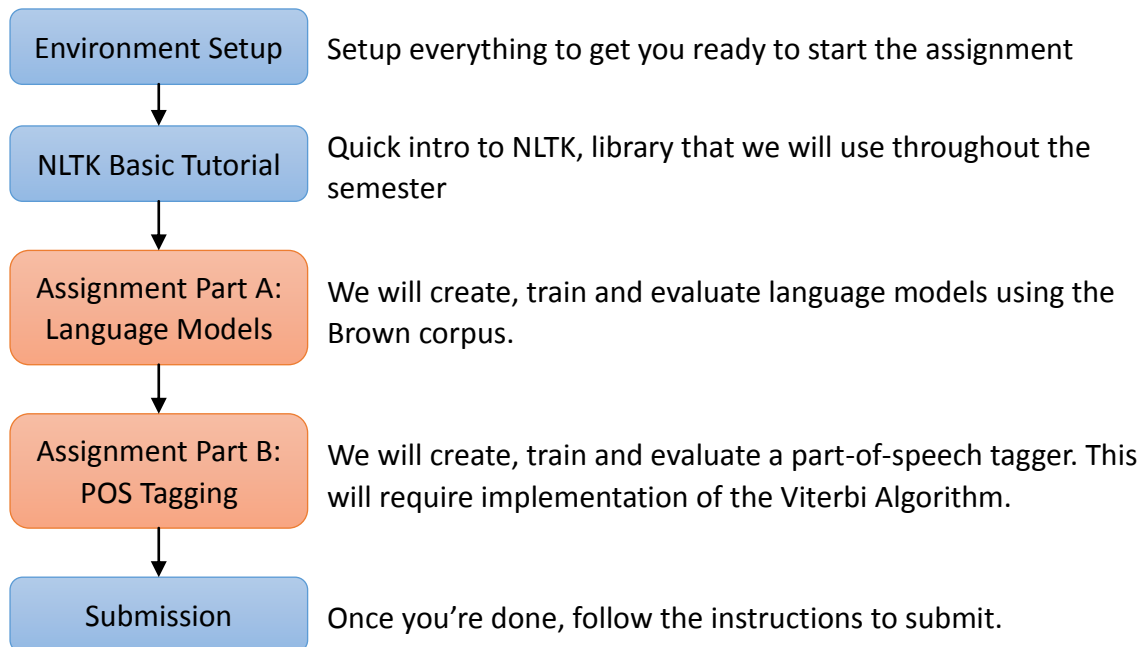 Environment Setup
Setup everything to get you ready to start the assignment
NLTK Basic Tutorial
Quick intro to NLTK, library that we will use throughout the
semester
Assignment Part A:
Language Models
We will create, train and evaluate language models using the
Brown corpus.
Assignment Part B:
POS Tagging
We will create, train and evaluate a part-of-speech tagger. This
will require implementation of the Viterbi Algorithm.
Submission
Once you’re done, follow the instructions to submit.